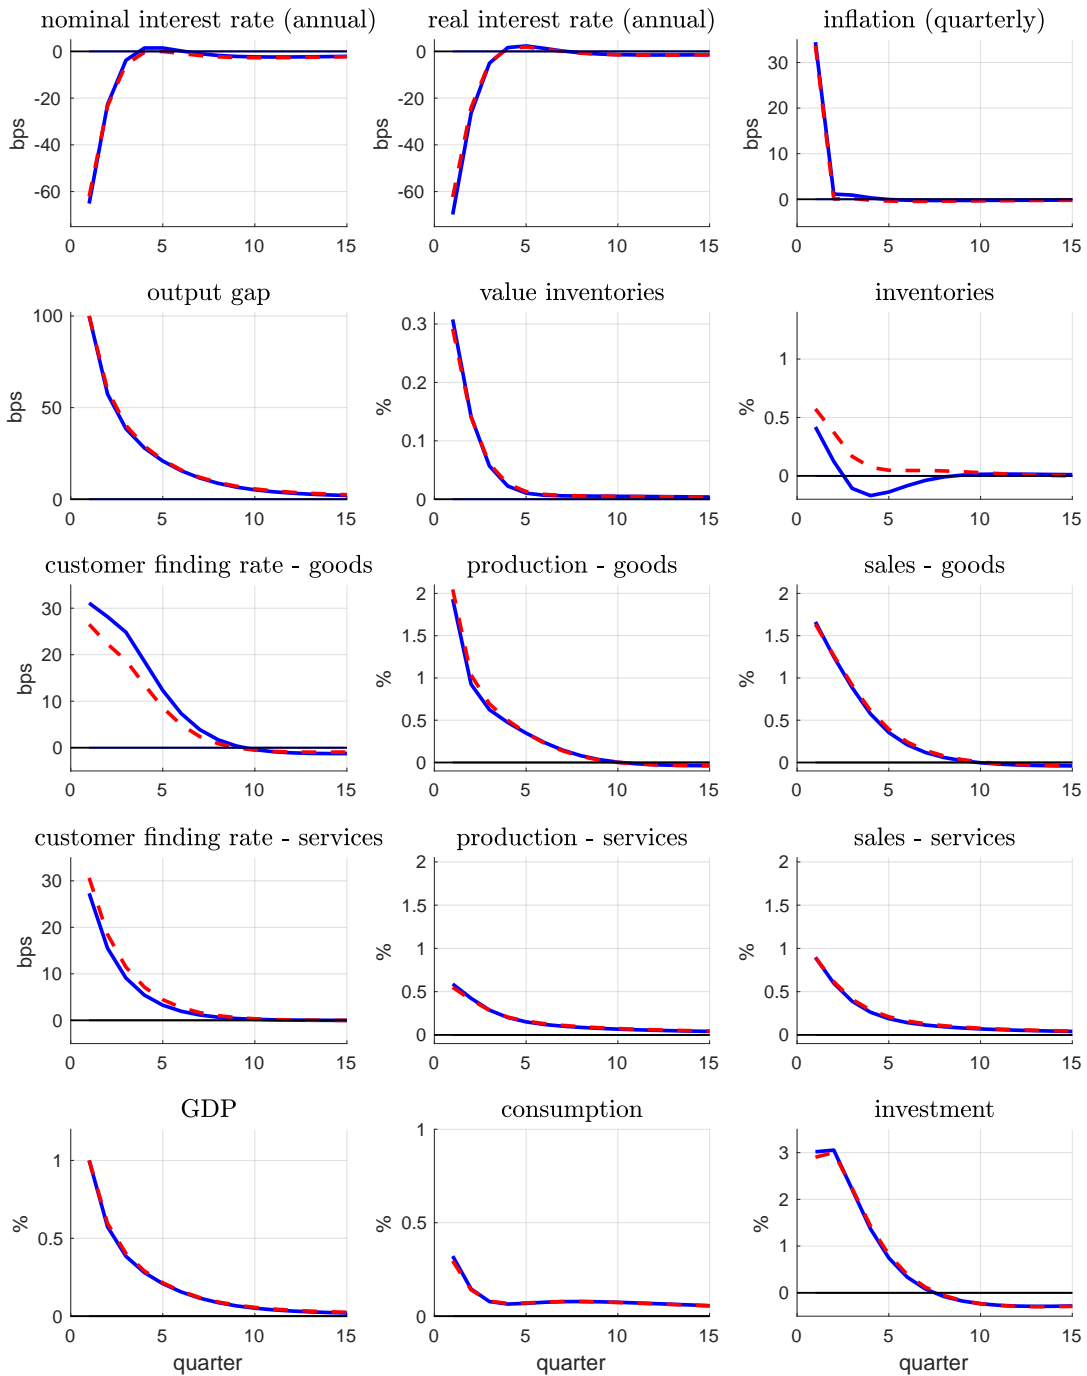 nominal interest rate (annual)
real interest rate (annual)
inflation (quarterly)
bps
0
-20
-40
-60
0 5 10 15
bps
0
-20
-40
-60
0 5 10 15
bps
30
20
10
0
0 5 10 15
output gap
value inventories
inventories
bps
100
50
0
0 5 10 15
%
0.3
0.2
0.1
0
0 5 10 15
%
1
0.5
0
0 5 10 15
customer finding rate - goods
production - goods
sales - goods
bps
30
20
10
0
0 5 10 15
%
2
1.5
1
0.5
0
0 5 10 15
%
2
1.5
1
0.5
0
0 5 10 15
customer finding rate - services
production - services
sales - services
bps
30
20
10
0
0 5 10 15
%
2
1.5
1
0.5
0
0 5 10 15
%
2
1.5
1
0.5
0
0 5 10 15
GDP
consumption
investment
%
1
0.5
0
0 5 10 15
quarter
%
1
0.5
0
0 5 10 15
quarter
%
3
2
1
0
0 5 10 15
quarter